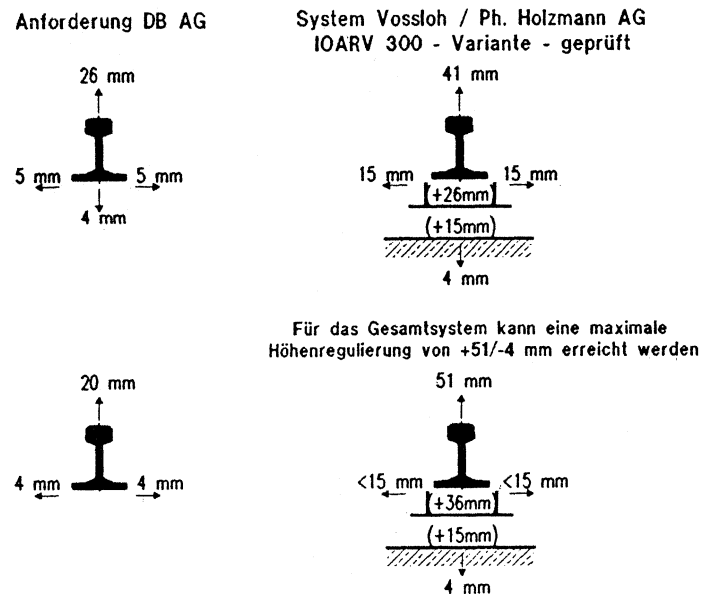 Anforderung DB AG
System Vossloh / Ph. Holzmann AG
IOARV 300 - Variante - geprüft
26 mm
5 mm
5 mm
4 mm
41 mm
15 mm
15 mm
(+26mm)
(+15mm)
4 mm
Für das Gesamtsystem kann eine maximale
Höhenregulierung von +51/-4 mm erreicht werden
20 mm
4 mm
4 mm
51 mm
<15 mm
<15 mm
(+36mm)
(+15mm)
4 mm